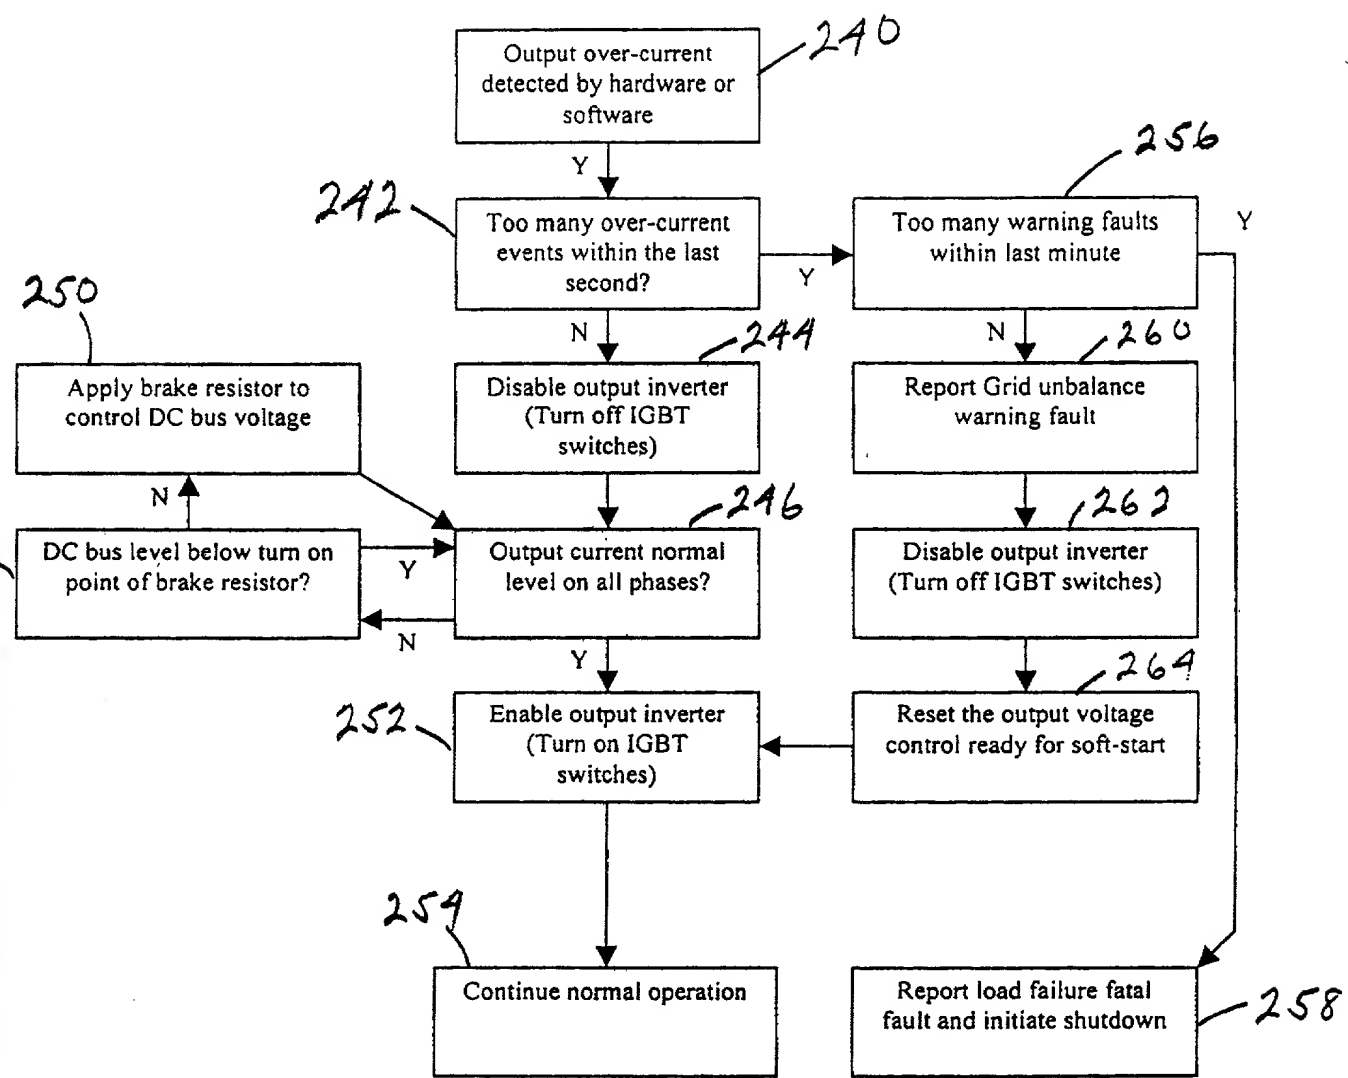 240
Output over-current
detected by hardware or
software
Y
256
242
Too many over-current
events within the last
second?
Y
Too many warning faults
within last minute
Y
250
N
244
N
260
Apply brake resistor to
control DC bus voltage
Disable output inverter
(Turn off IGBT
switches)
Report Grid unbalance
warning fault
N
246
262
DC bus level below turn on
point of brake resistor?
Y
N
Output current normal
level on all phases?
Disable output inverter
(Turn off IGBT switches)
Y
264
252
Enable output inverter
(Turn on IGBT
switches)
Reset the output voltage
control ready for soft-start
254
Continue normal operation
Report load failure fatal
fault and initiate shutdown
258